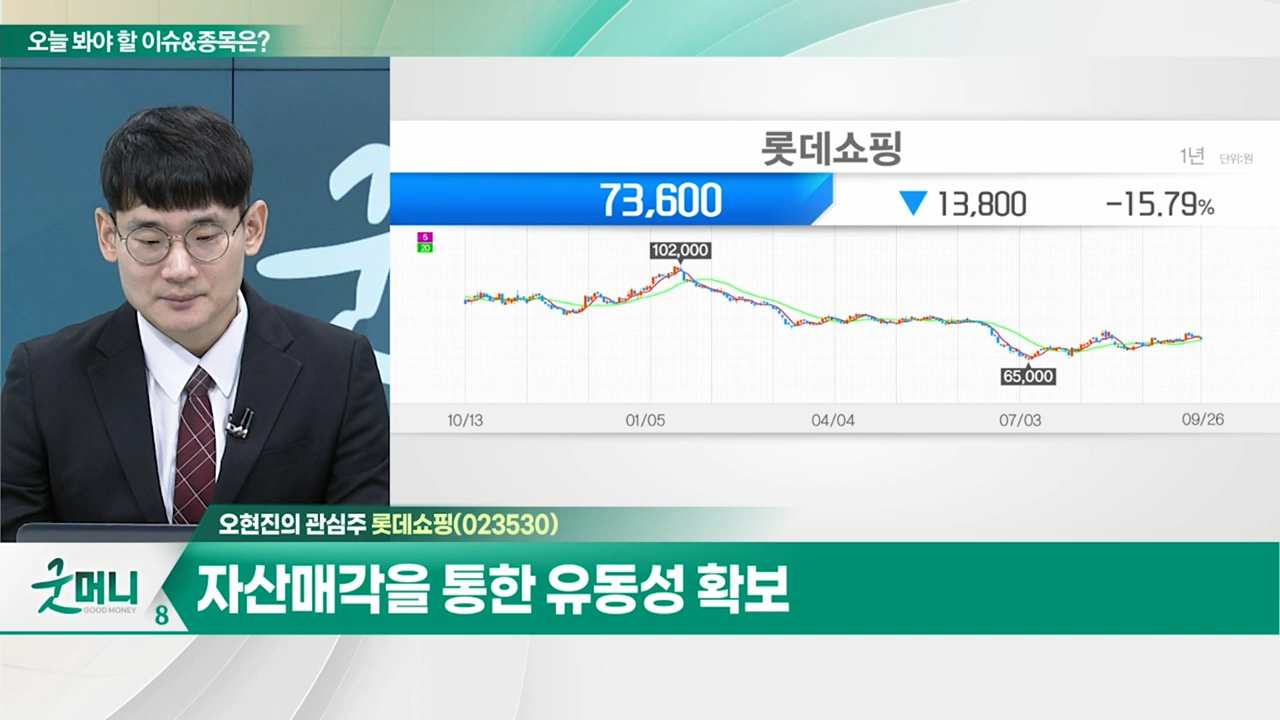 오늘 봐야 할 이슈&종목은?
롯데쇼핑
1년 단위:원
73,600 ▼ 13,800 -15.79%
5
20
102,000
65,000
10/13 01/05 04/04 07/03 09/26
오현진의 관심주 롯데쇼핑(023530)
굿머니
GOOD MONEY
8
자산매각을 통한 유동성 확보